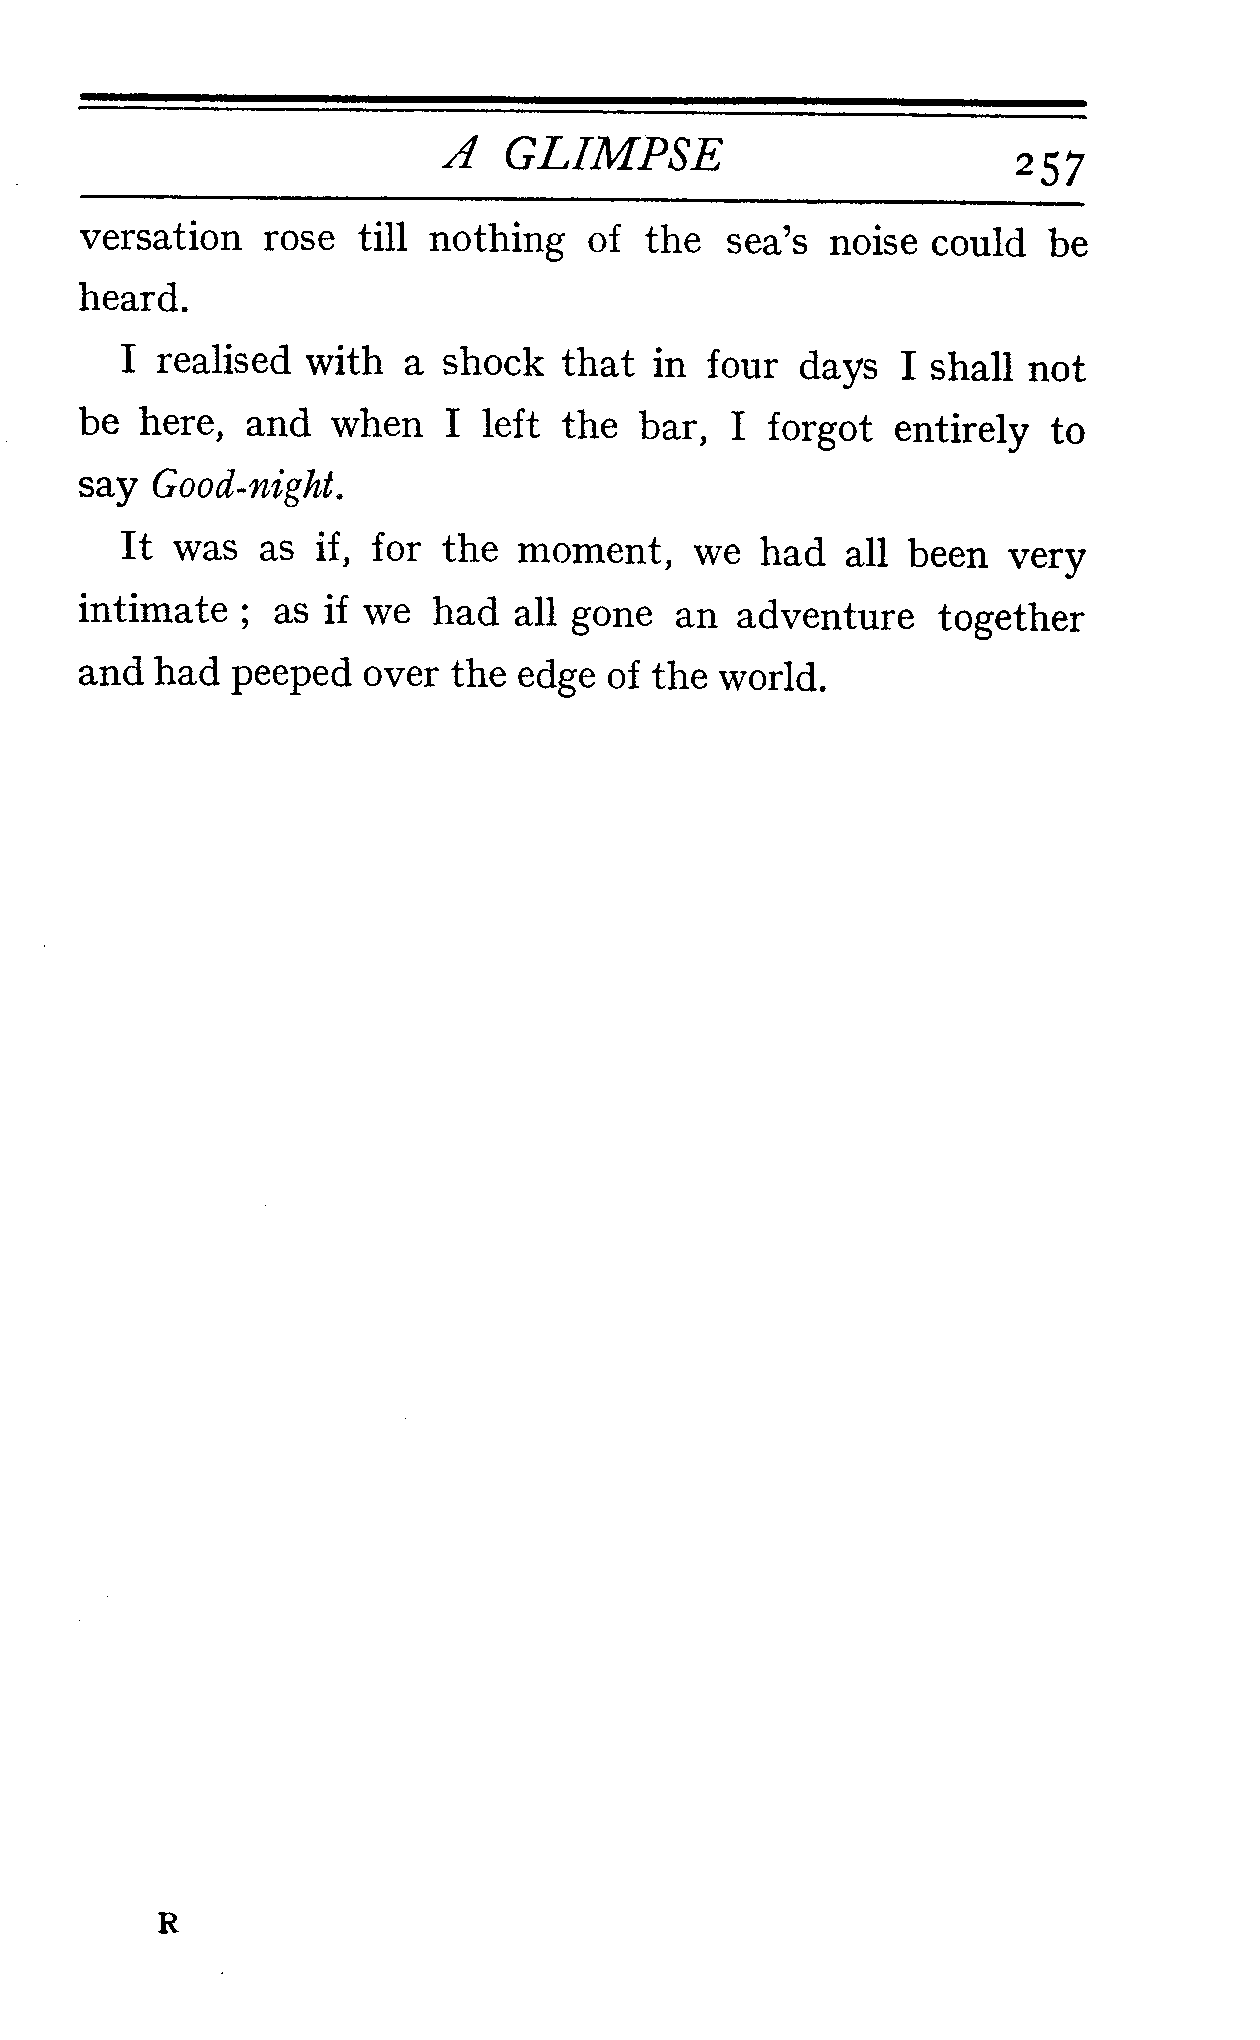 A GLIMPSE 257
versation rose till nothing of the sea's noise could be
heard.
I realised with a shock that in four days I shall not
be here, and when I left the bar, I forgot entirely to
say Good-night.
It was as if, for the moment, we had all been very
intimate ; as if we had all gone an adventure together
and had peeped over the edge of the world.
R